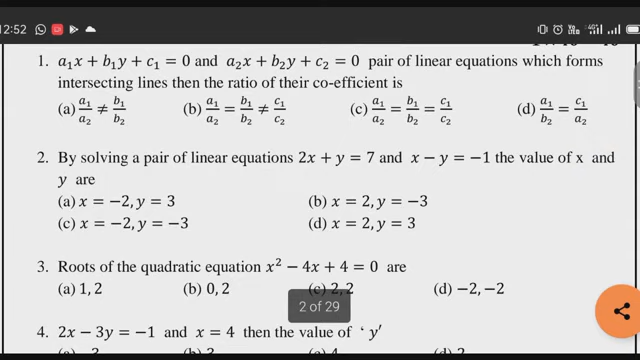 12:52
1. a₁x + b₁y + c₁ = 0 and a₂x + b₂y + c₂ = 0 pair of linear equations which forms
intersecting lines then the ratio of their co-efficient is
(a) a₁/a₂ ≠ b₁/b₂ (b) a₁/a₂ = b₁/b₂ ≠ c₁/c₂ (c) a₁/a₂ = b₁/b₂ = c₁/c₂ (d) a₁/b₂ = c₁/a₂
2. By solving a pair of linear equations 2x + y = 7 and x − y = −1 the value of x and
y are
(a) x = −2, y = 3 (b) x = 2, y = −3
(c) x = −2, y = −3 (d) x = 2, y = 3
3. Roots of the quadratic equation x² − 4x + 4 = 0 are
(a) 1, 2 (b) 0, 2 (c) 2, 2 (d) −2, −2
2 of 29
4. 2x − 3y = −1 and x = 4 then the value of ‘ y′